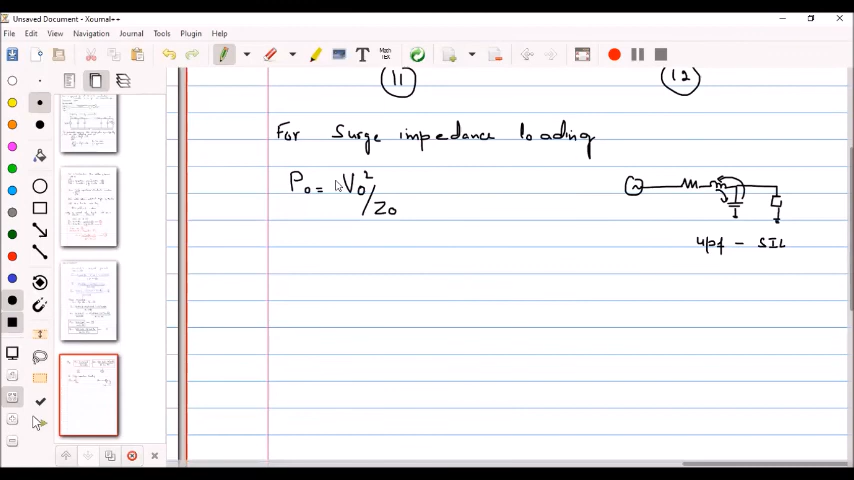 Unsaved Document - Xournal++
File Edit View Navigation Journal Tools Plugin Help
11
12
For Surge impedance loading
P0 = V0²/Z0
upf - SIL